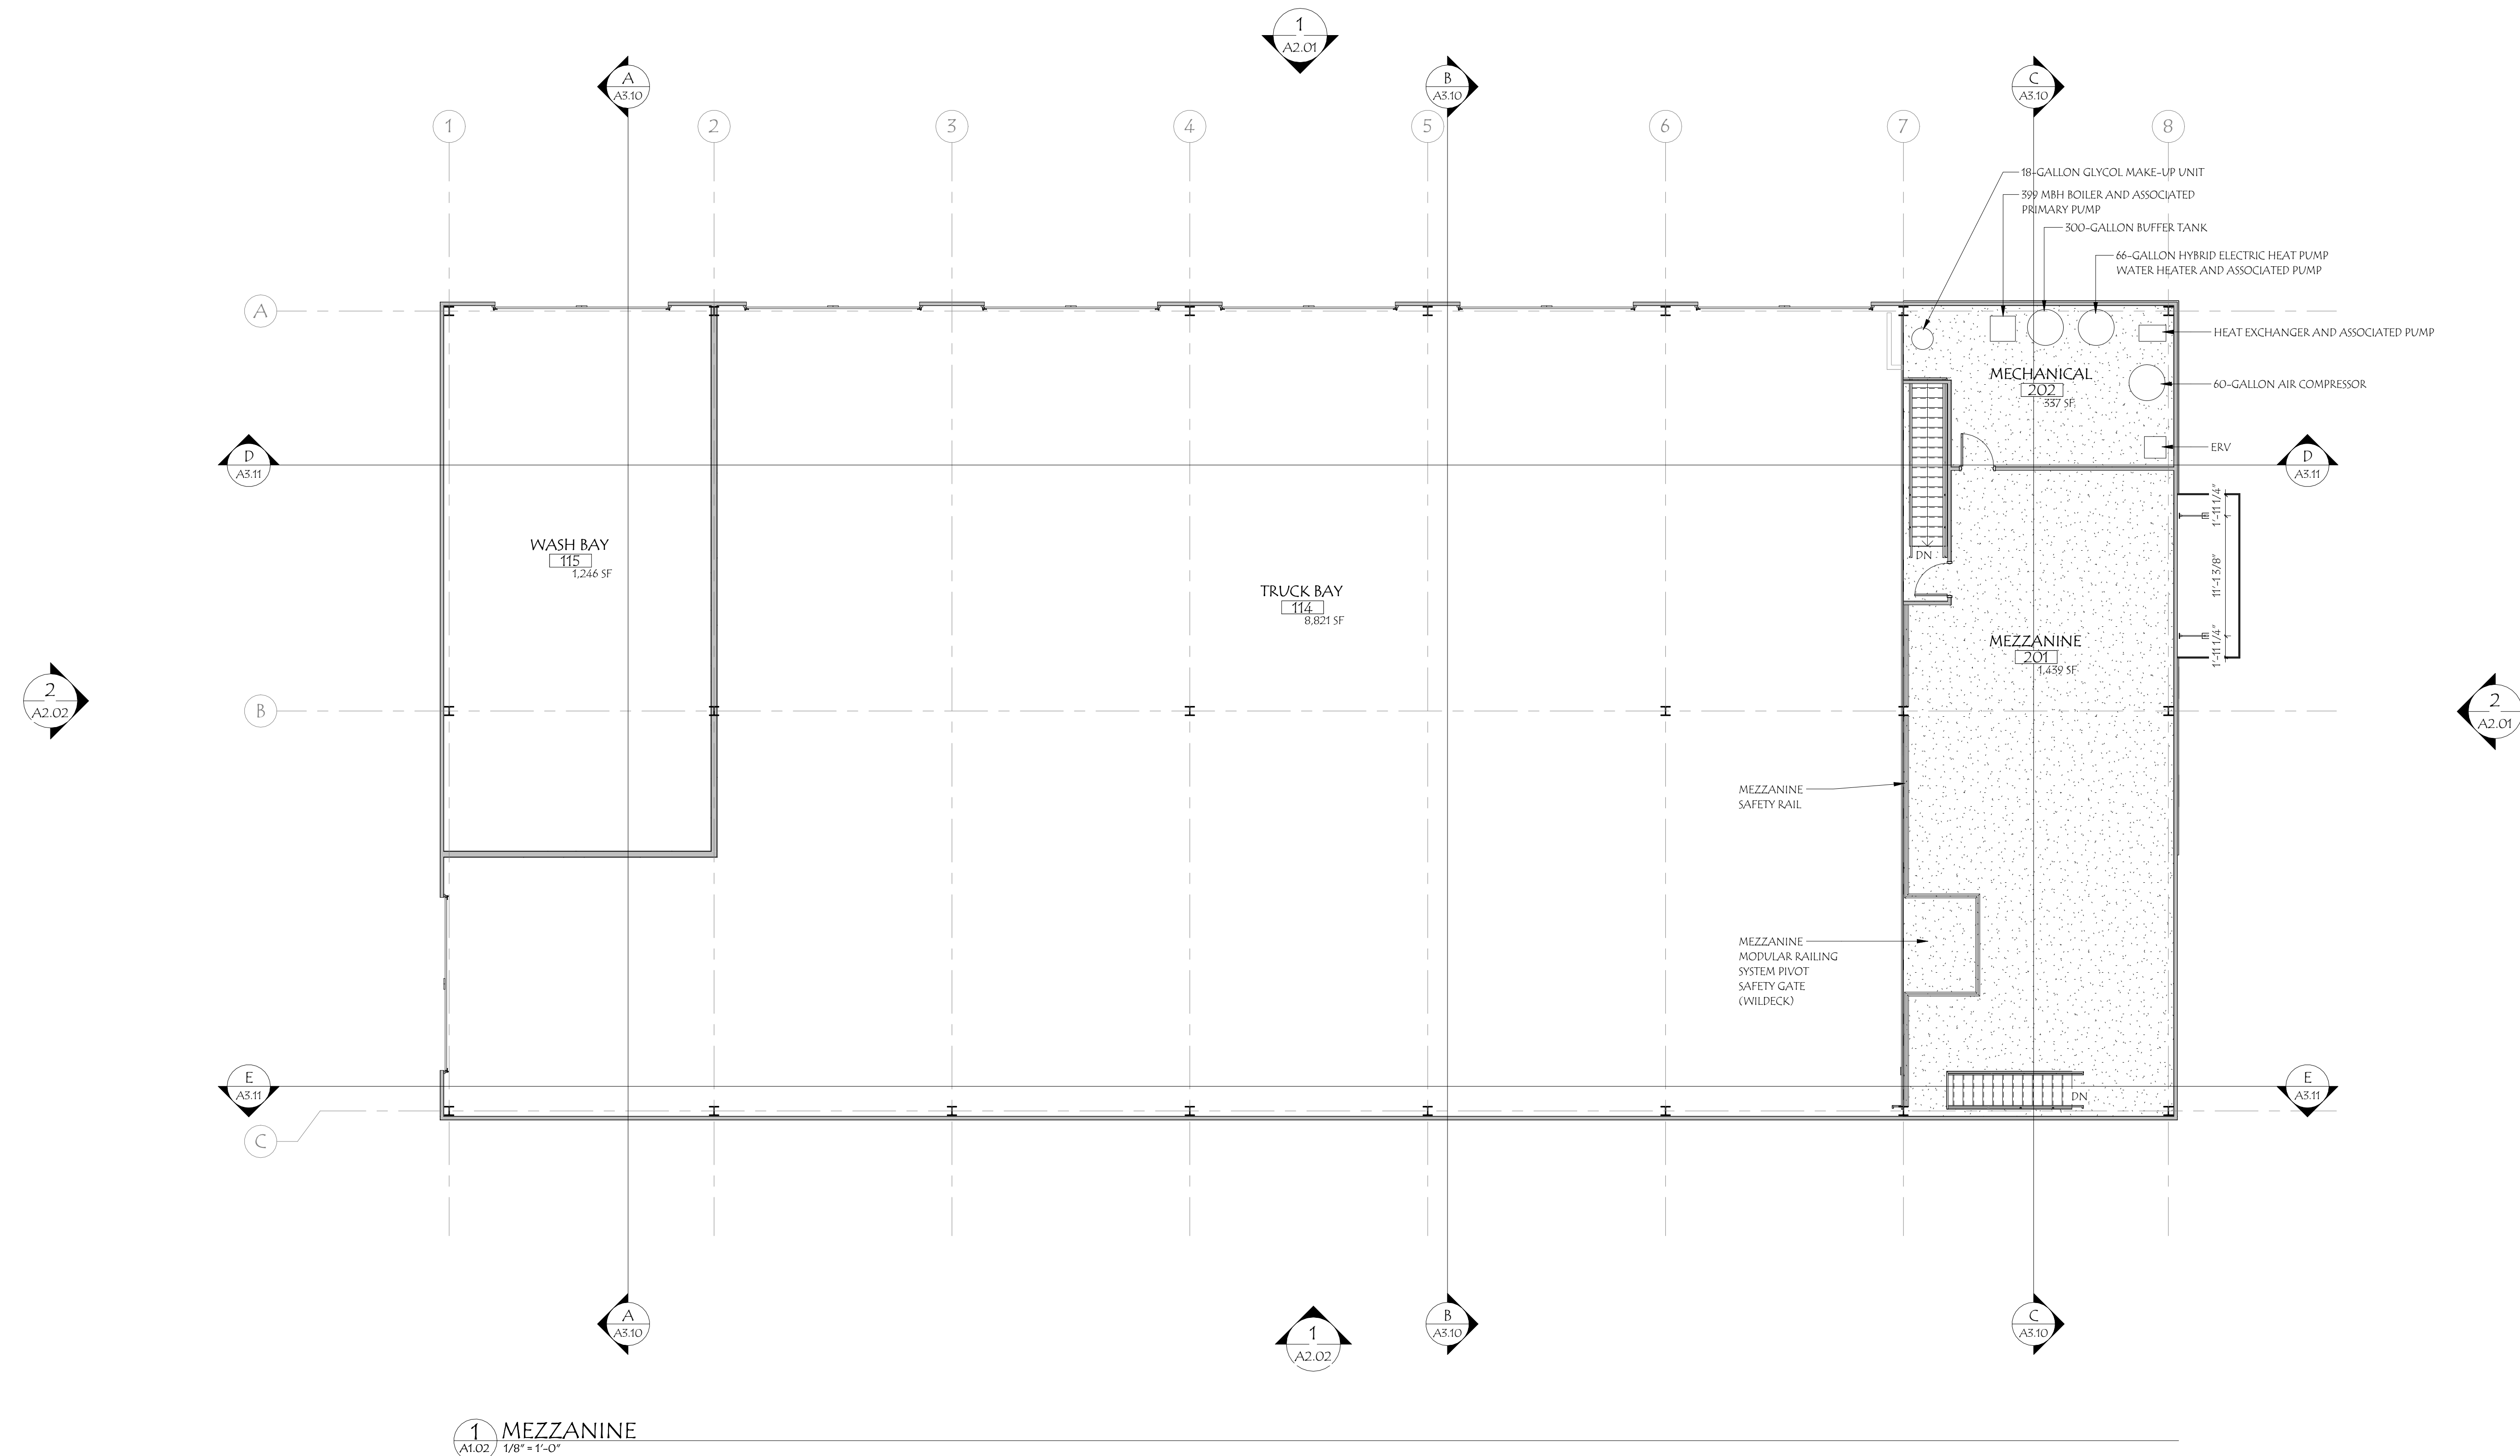 1
A2.01
A
A3.10
B
A3.10
C
A3.10
1
2
3
4
5
6
7
8
18-GALLON GLYCOL MAKE-UP UNIT
399 MBH BOILER AND ASSOCIATED
PRIMARY PUMP
300-GALLON BUFFER TANK
66-GALLON HYBRID ELECTRIC HEAT PUMP
WATER HEATER AND ASSOCIATED PUMP
A
HEAT EXCHANGER AND ASSOCIATED PUMP
MECHANICAL
202
337 SF
60-GALLON AIR COMPRESSOR
ERV
D
A3.11
D
A3.11
1'-11 1/4"
11'-1 3/8"
1'-11 1/4"
WASH BAY
115
1,246 SF
DN
TRUCK BAY
114
8,821 SF
MEZZANINE
201
1,439 SF
2
A2.02
B
2
A2.01
MEZZANINE
SAFETY RAIL
MEZZANINE
MODULAR RAILING
SYSTEM PIVOT
SAFETY GATE
(WILDECK)
E
A3.11
DN
E
A3.11
C
A
A3.10
1
A2.02
B
A3.10
C
A3.10
1
A1.02
MEZZANINE
1/8" = 1'-0"